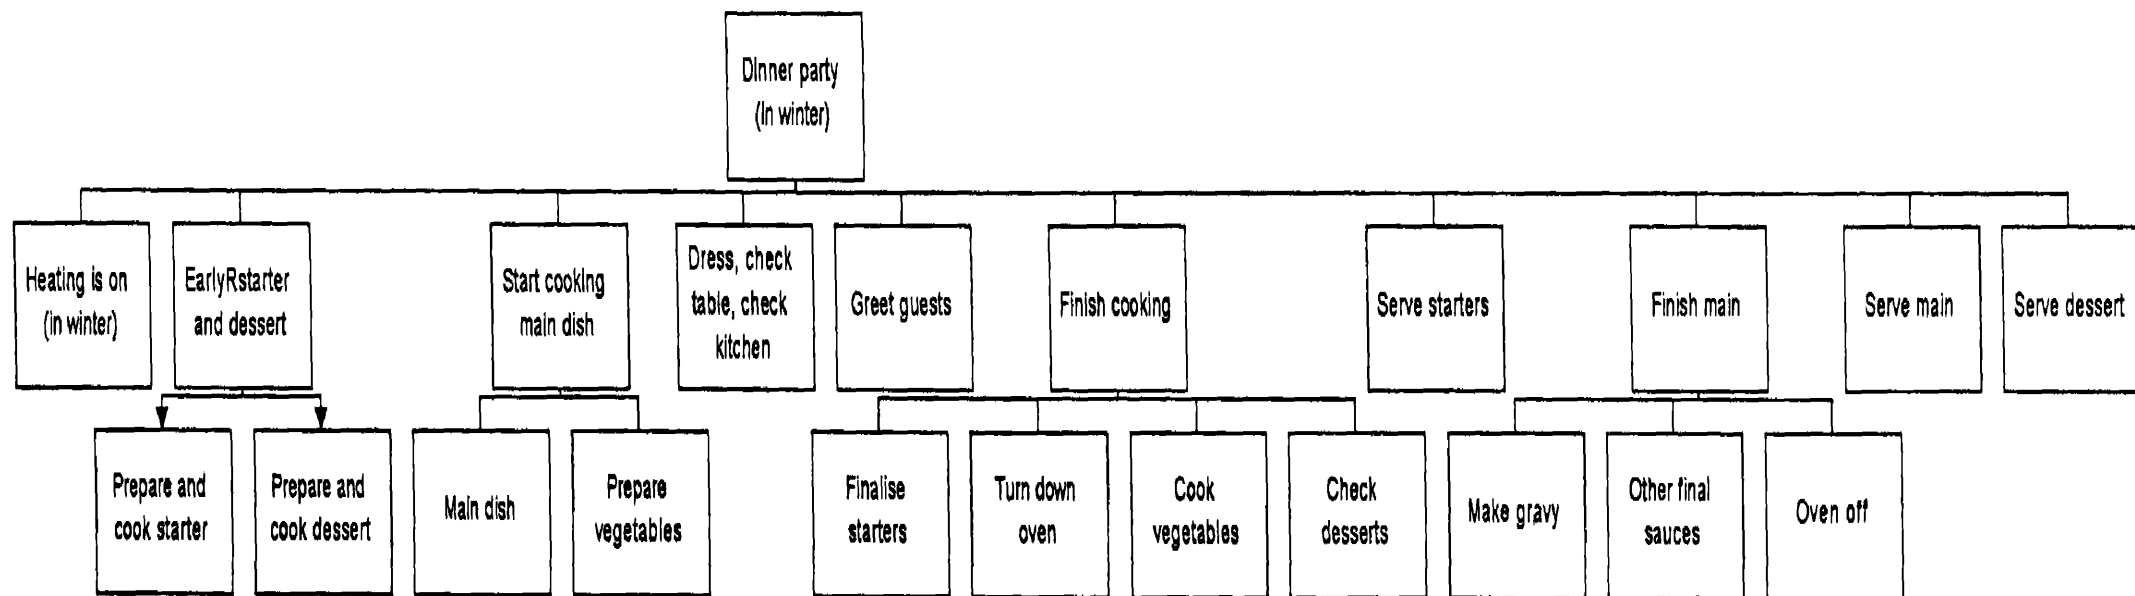 Dinner party
(In winter)
Heating is on
(in winter)
EarlyRstarter
and dessert
Start cooking
main dish
Dress, check
table, check
kitchen
Greet guests
Finish cooking
Serve starters
Finish main
Serve main
Serve dessert
Prepare and
cook starter
Prepare and
cook dessert
Main dish
Prepare
vegetables
Finalise
starters
Turn down
oven
Cook
vegetables
Check
desserts
Make gravy
Other final
sauces
Oven off